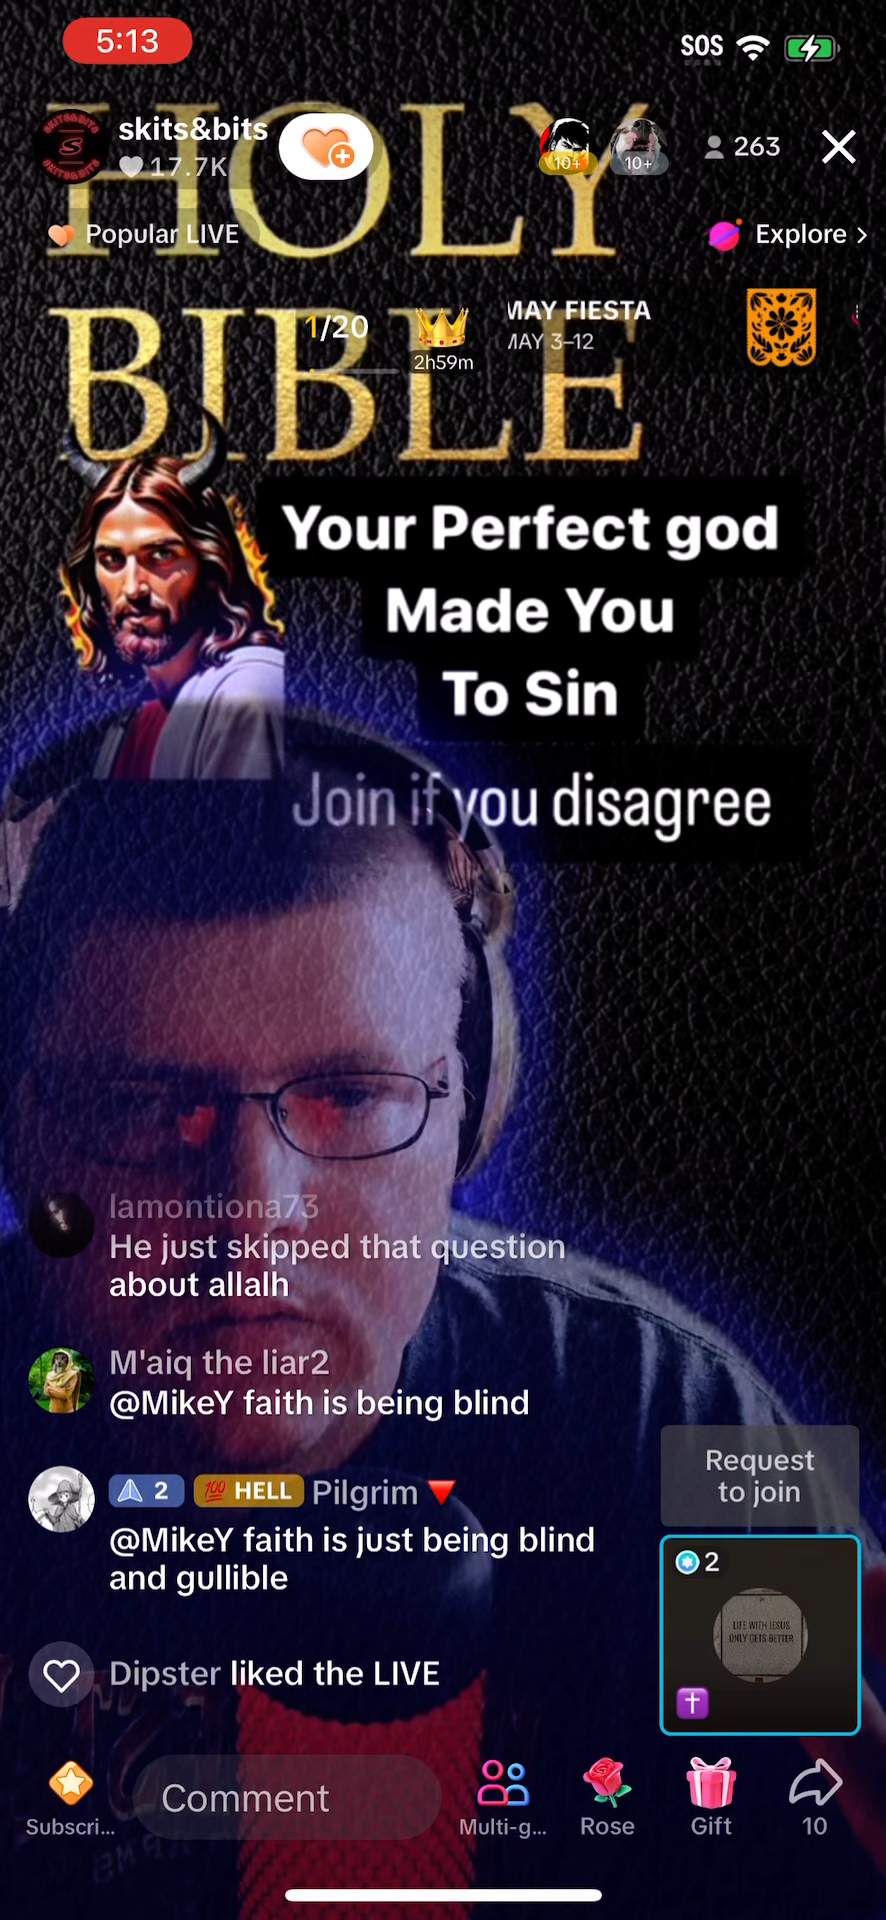 5:13
SOS
HOLY
skits&bits
17.7K
10+
10+
263
Popular LIVE
Explore >
BIBLE
1/20
2h59m
MAY FIESTA
MAY 3–12
Your Perfect god
Made You
To Sin
Join if you disagree
lamontiona73
He just skipped that question
about allalh
M'aiq the liar2
@MikeY faith is being blind
2
100 HELL
Pilgrim
@MikeY faith is just being blind
and gullible
Request
to join
2
LIFE WITH JESUS
ONLY GETS BETTER
Dipster liked the LIVE
Subscri...
Comment
Multi-g...
Rose
Gift
10